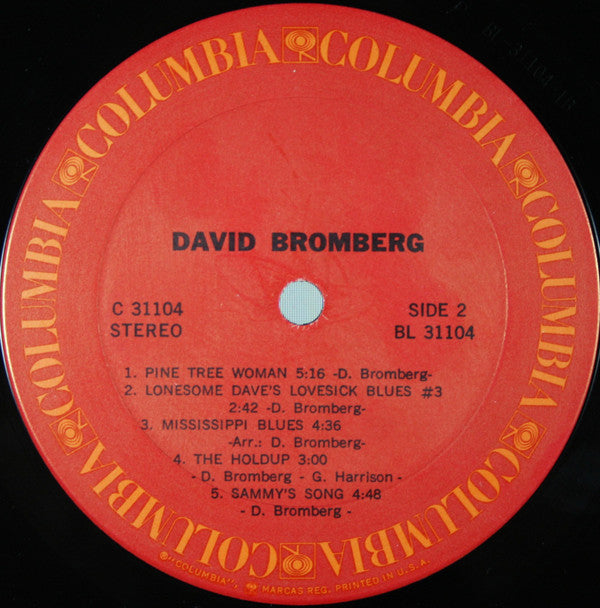 COLUMBIA COLUMBIA COLUMBIA COLUMBIA COLUMBIA COLUMBIA
DAVID BROMBERG
C 31104 SIDE 2
STEREO BL 31104
1. PINE TREE WOMAN 5:16 -D. Bromberg-
2. LONESOME DAVE'S LOVESICK BLUES #3
2:42 -D. Bromberg-
3. MISSISSIPPI BLUES 4:36
-Arr.: D. Bromberg-
4. THE HOLDUP 3:00
- D. Bromberg - G. Harrison -
5. SAMMY'S SONG 4:48
- D. Bromberg -
℗"COLUMBIA", MARCAS REG. PRINTED IN U.S.A.